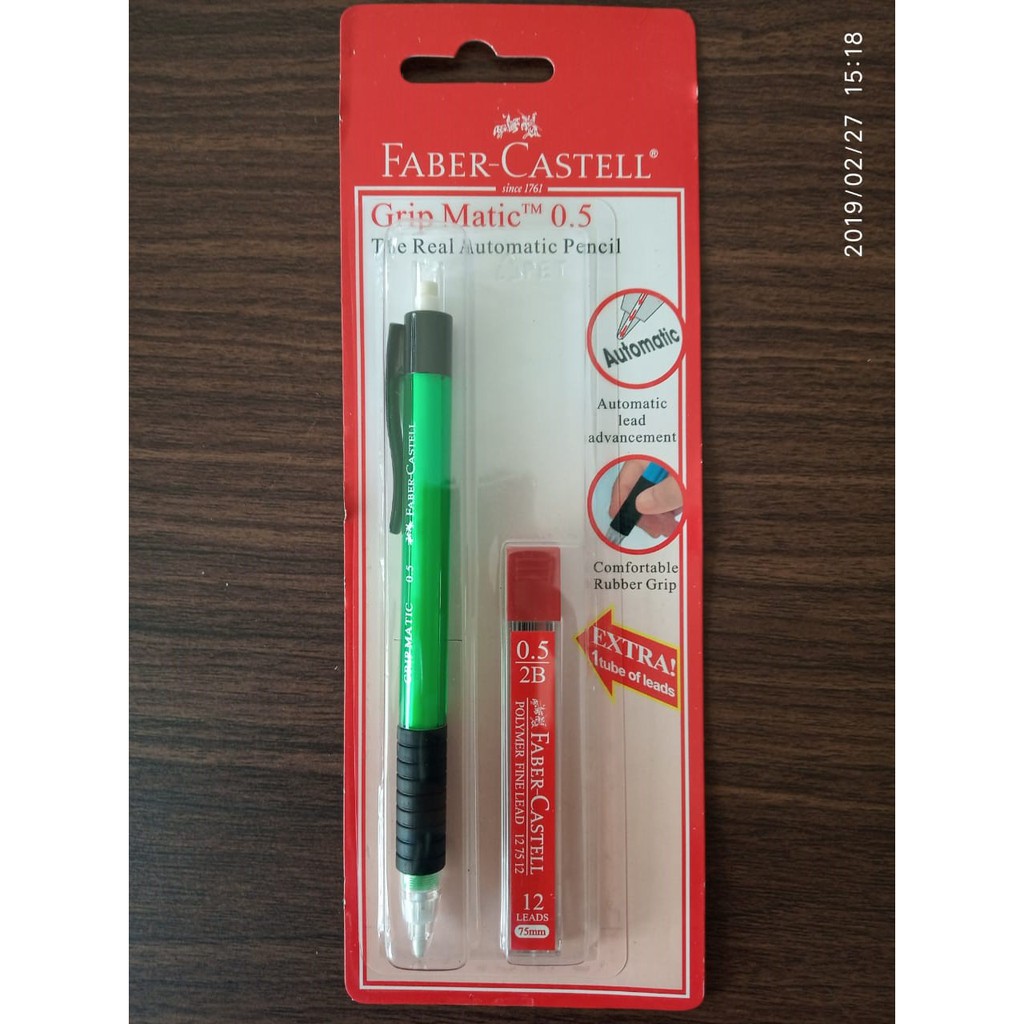 2019/02/27 15:18
FABER-CASTELL®
since 1761
Grip Matic™ 0.5
The Real Automatic Pencil
Automatic
Automatic
lead
advancement
Comfortable
Rubber Grip
EXTRA!
1 tube of leads
GRIP MATIC 0.5 FABER-CASTELL
0.5
2B
FABER-CASTELL
POLYMER FINE LEAD 12 75 12
12
LEADS
75mm